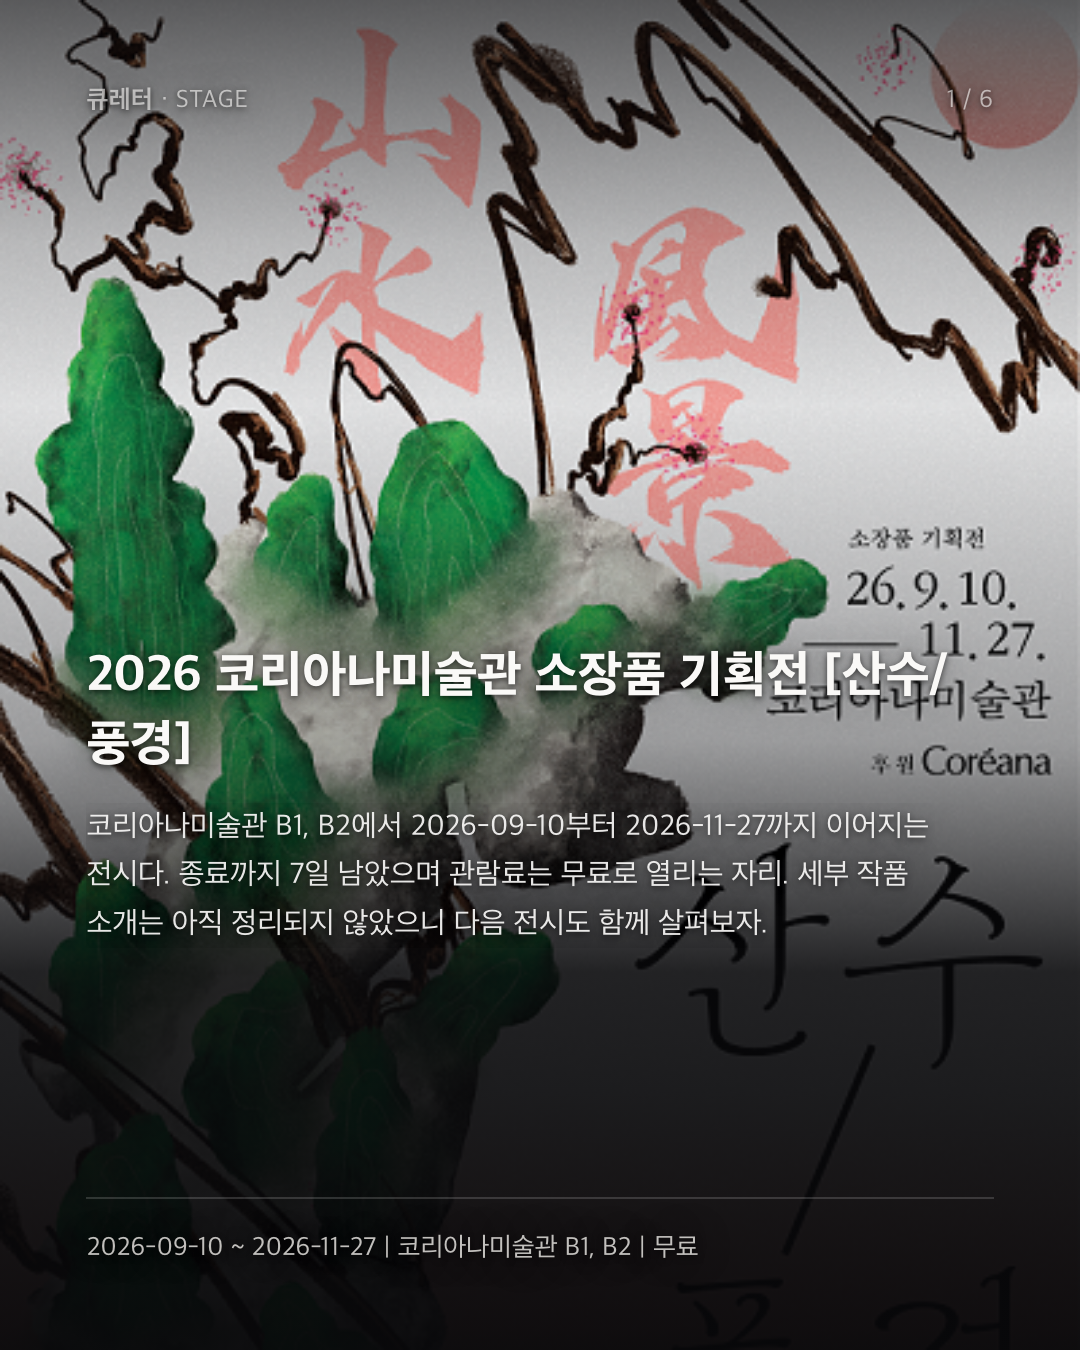 큐레터 · STAGE
1 / 6
山水
風景
소장품 기획전
26. 9. 10.
11. 27.
코리아나미술관
후원 Coréana
2026 코리아나미술관 소장품 기획전 [산수/
풍경]
코리아나미술관 B1, B2에서 2026-09-10부터 2026-11-27까지 이어지는
전시다. 종료까지 7일 남았으며 관람료는 무료로 열리는 자리. 세부 작품
소개는 아직 정리되지 않았으니 다음 전시도 함께 살펴보자.
산수
/
2026-09-10 ~ 2026-11-27 | 코리아나미술관 B1, B2 | 무료